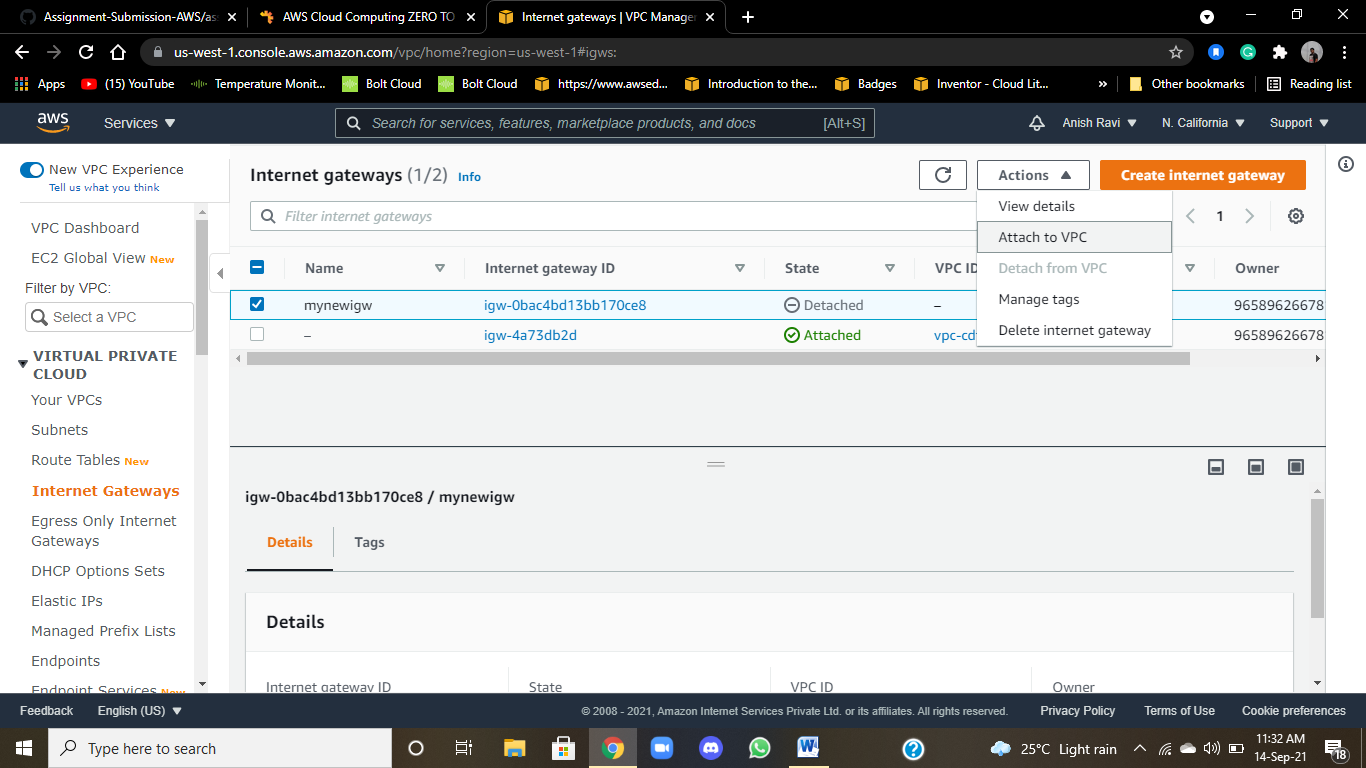 Assignment-Submission-AWS/as
AWS Cloud Computing ZERO TO
Internet gateways | VPC Manage
us-west-1.console.aws.amazon.com/vpc/home?region=us-west-1#igws:
Apps (15) YouTube Temperature Monit... Bolt Cloud Bolt Cloud https://www.awsed... Introduction to the... Badges Inventor - Cloud Lit... » Other bookmarks Reading list
aws Services Search for services, features, marketplace products, and docs [Alt+S] Anish Ravi N. California Support
New VPC Experience
Tell us what you think
VPC Dashboard
EC2 Global View New
Filter by VPC:
Select a VPC
VIRTUAL PRIVATE
CLOUD
Your VPCs
Subnets
Route Tables New
Internet Gateways
Egress Only Internet
Gateways
DHCP Options Sets
Elastic IPs
Managed Prefix Lists
Endpoints
Endpoint Services New
Internet gateways (1/2) Info Actions Create internet gateway
Filter internet gateways 1
View details
Attach to VPC
Detach from VPC
Manage tags
Delete internet gateway
Name Internet gateway ID State VPC ID Owner
mynewigw igw-0bac4bd13bb170ce8 Detached – 96589626678
– igw-4a73db2d Attached vpc-cd 96589626678
igw-0bac4bd13bb170ce8 / mynewigw
Details Tags
Details
Internet gateway ID State VPC ID Owner
Feedback English (US) © 2008 - 2021, Amazon Internet Services Private Ltd. or its affiliates. All rights reserved. Privacy Policy Terms of Use Cookie preferences
Type here to search 25°C Light rain 11:32 AM
14-Sep-21 18